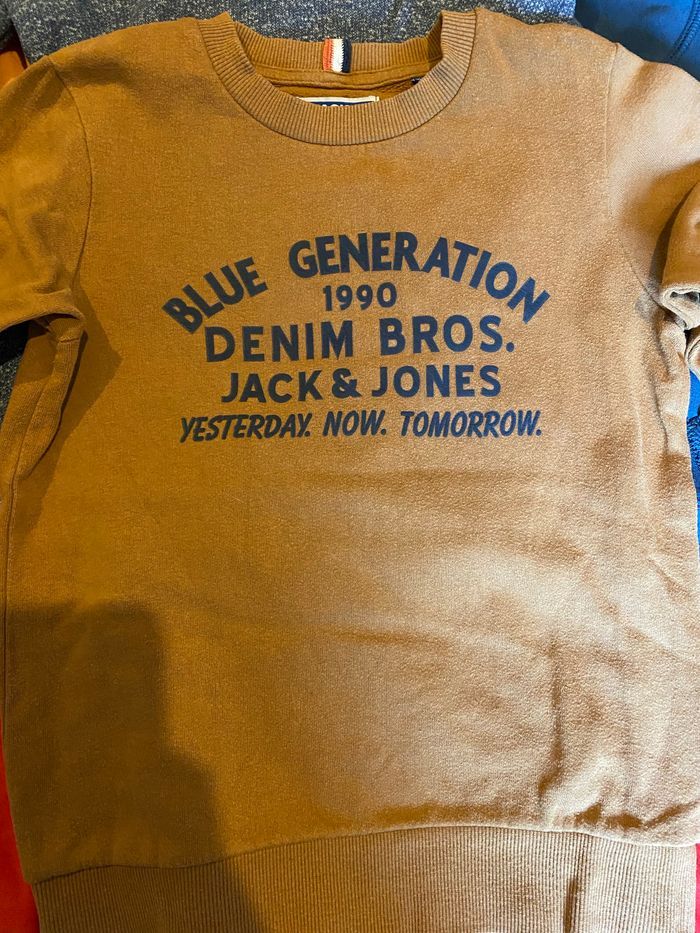 BLUE GENERATION
1990
DENIM BROS.
JACK & JONES
YESTERDAY. NOW. TOMORROW.